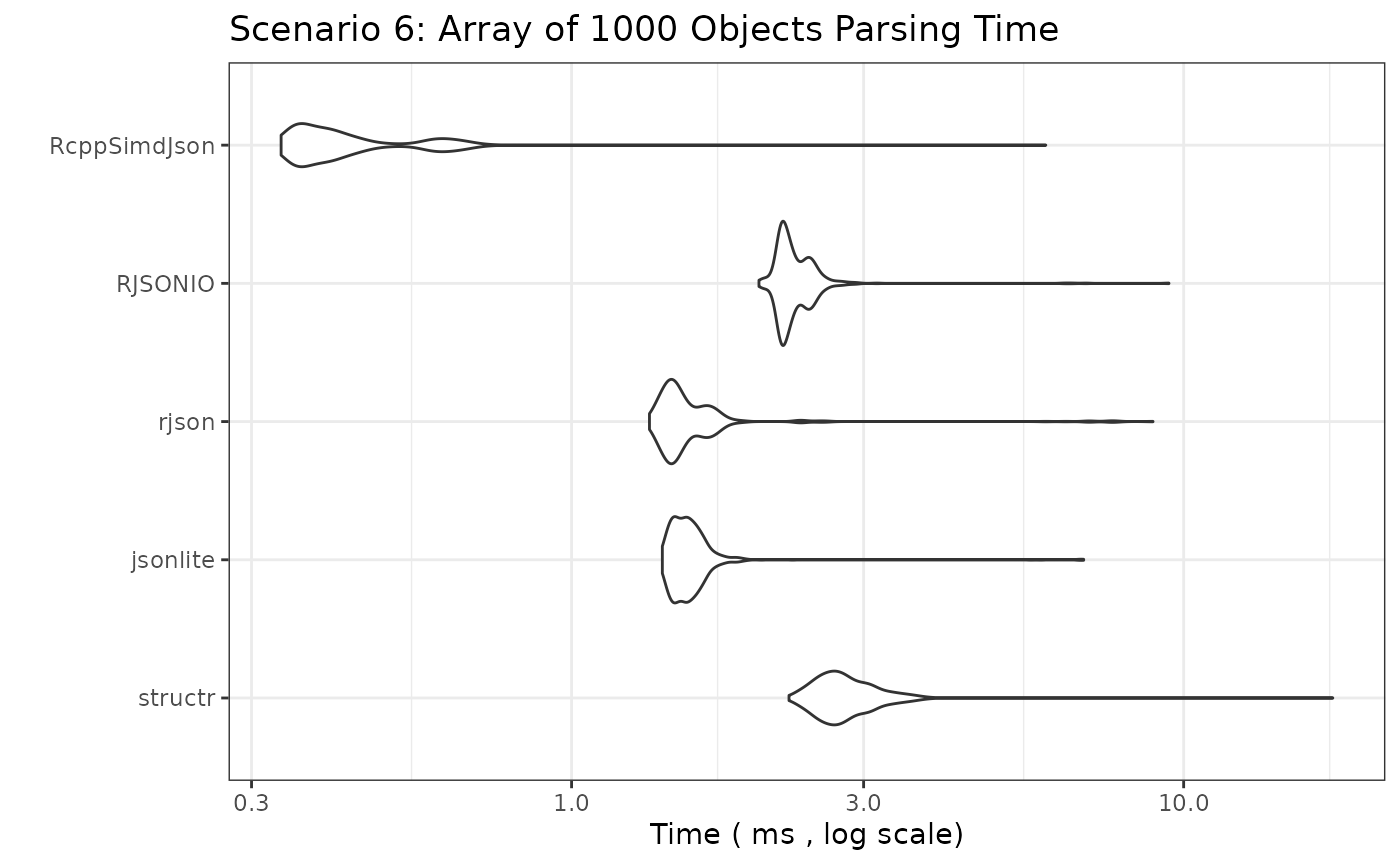 Scenario 6: Array of 1000 Objects Parsing Time
RcppSimdJson
RJSONIO
rjson
jsonlite
structr
0.3 1.0 3.0 10.0
Time ( ms , log scale)